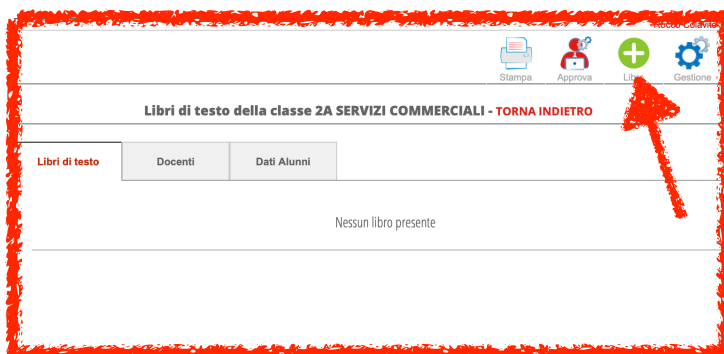 Stampa Approva Gestione
Libri di testo della classe 2A SERVIZI COMMERCIALI - TORNA INDIETRO
Libri di testo Docenti Dati Alunni
Nessun libro presente